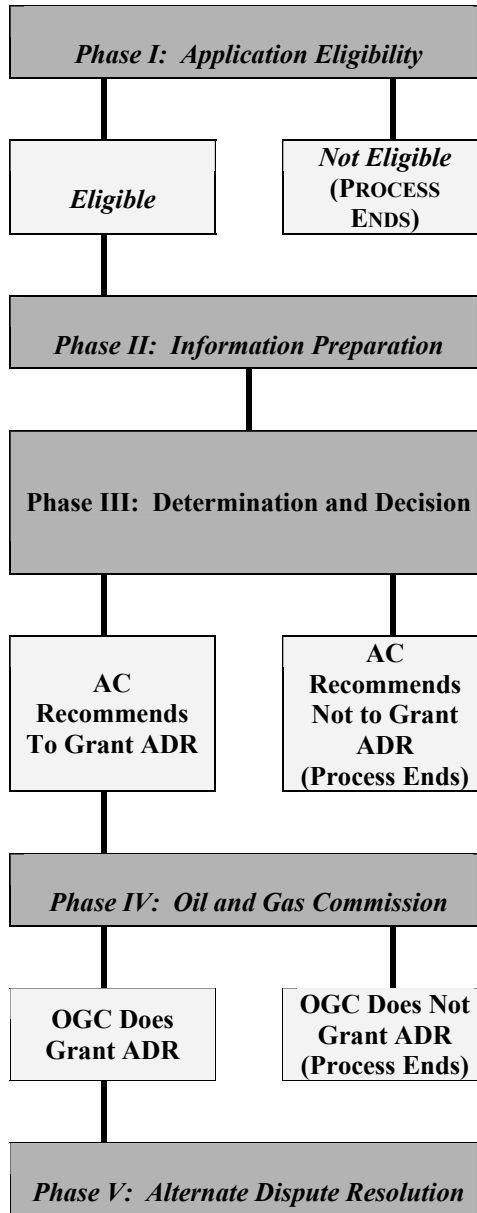 Phase I: Application Eligibility
Eligible
Not Eligible
(PROCESS
ENDS)
Phase II: Information Preparation
Phase III: Determination and Decision
AC
Recommends
To Grant ADR
AC
Recommends
Not to Grant
ADR
(Process Ends)
Phase IV: Oil and Gas Commission
OGC Does
Grant ADR
OGC Does Not
Grant ADR
(Process Ends)
Phase V: Alternate Dispute Resolution